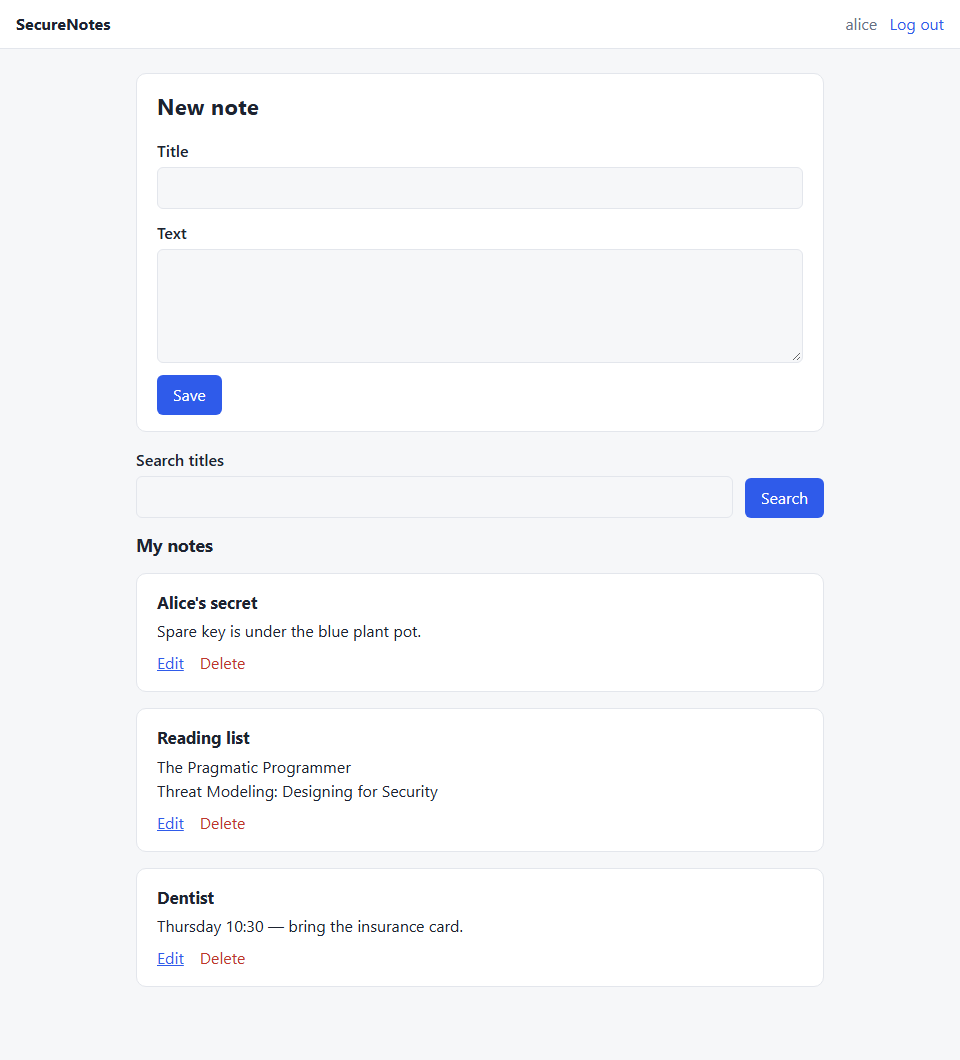 SecureNotes
alice Log out
New note
Title
Text
Save
Search titles
Search
My notes
Alice's secret
Spare key is under the blue plant pot.
Edit Delete
Reading list
The Pragmatic Programmer
Threat Modeling: Designing for Security
Edit Delete
Dentist
Thursday 10:30 — bring the insurance card.
Edit Delete